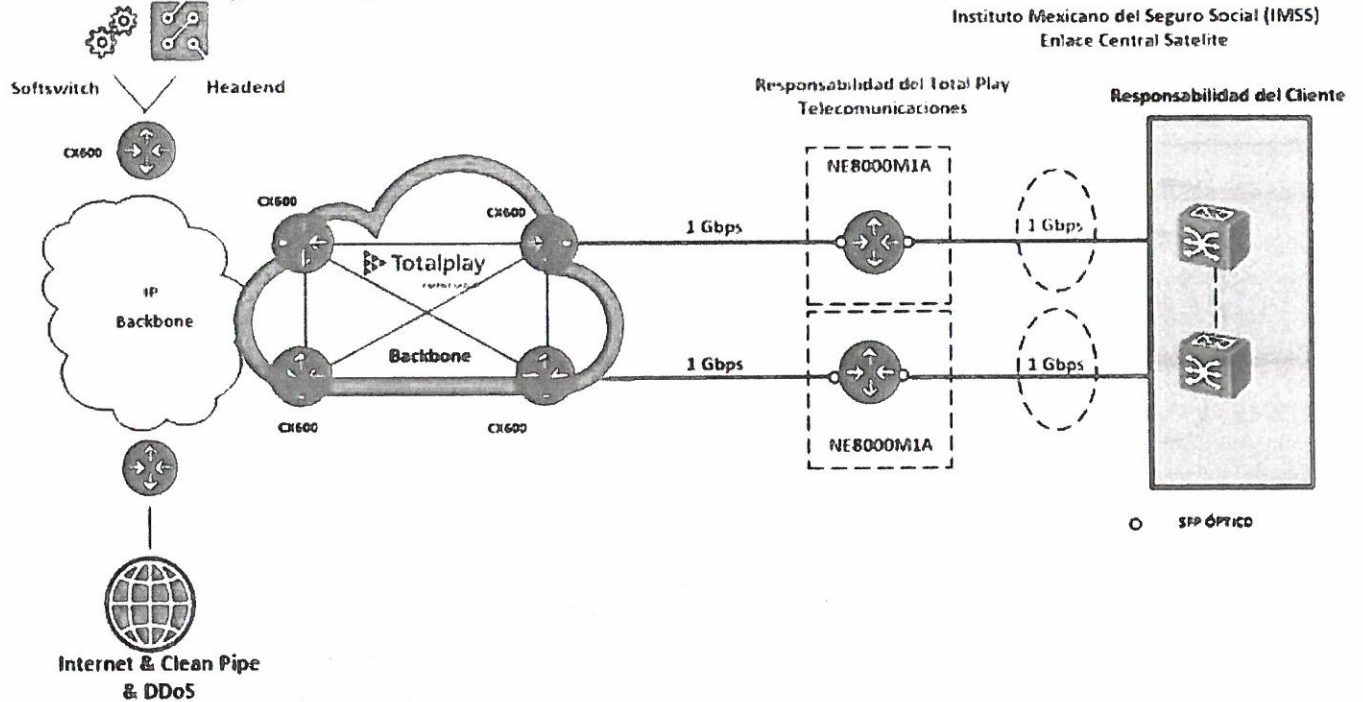 Instituto Mexicano del Seguro Social (IMSS)
Enlace Central Satelite
Softswitch
Headend
Responsabilidad del Total Play
Telecomunicaciones
Responsabilidad del Cliente
CX600
NE8000M1A
CX600
CX600
1 Gbps
1 Gbps
Totalplay
IP
Backbone
Backbone
1 Gbps
1 Gbps
CX600
CX600
NE8000M1A
SFP ÓPTICO
Internet & Clean Pipe
& DDoS